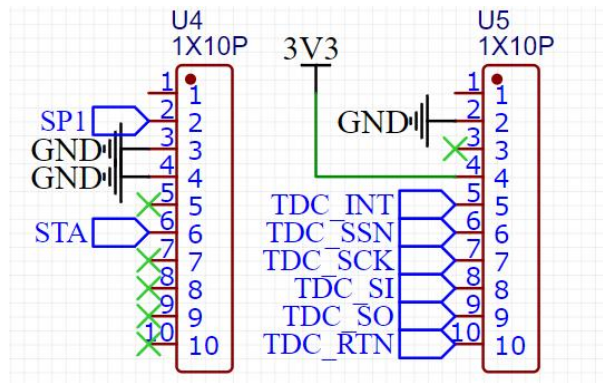 U4
1X10P
1 1
SP1 2 2
GND 3 3
GND 4 4
5 5
STA 6 6
7 7
8 8
9 9
10 10
U5
1X10P
3V3
1 1
GND 2 2
3 3
4 4
TDC_INT 5 5
TDC_SSN 6 6
TDC_SCK 7 7
TDC_SI 8 8
TDC_SO 9 9
TDC_RTN 10 10